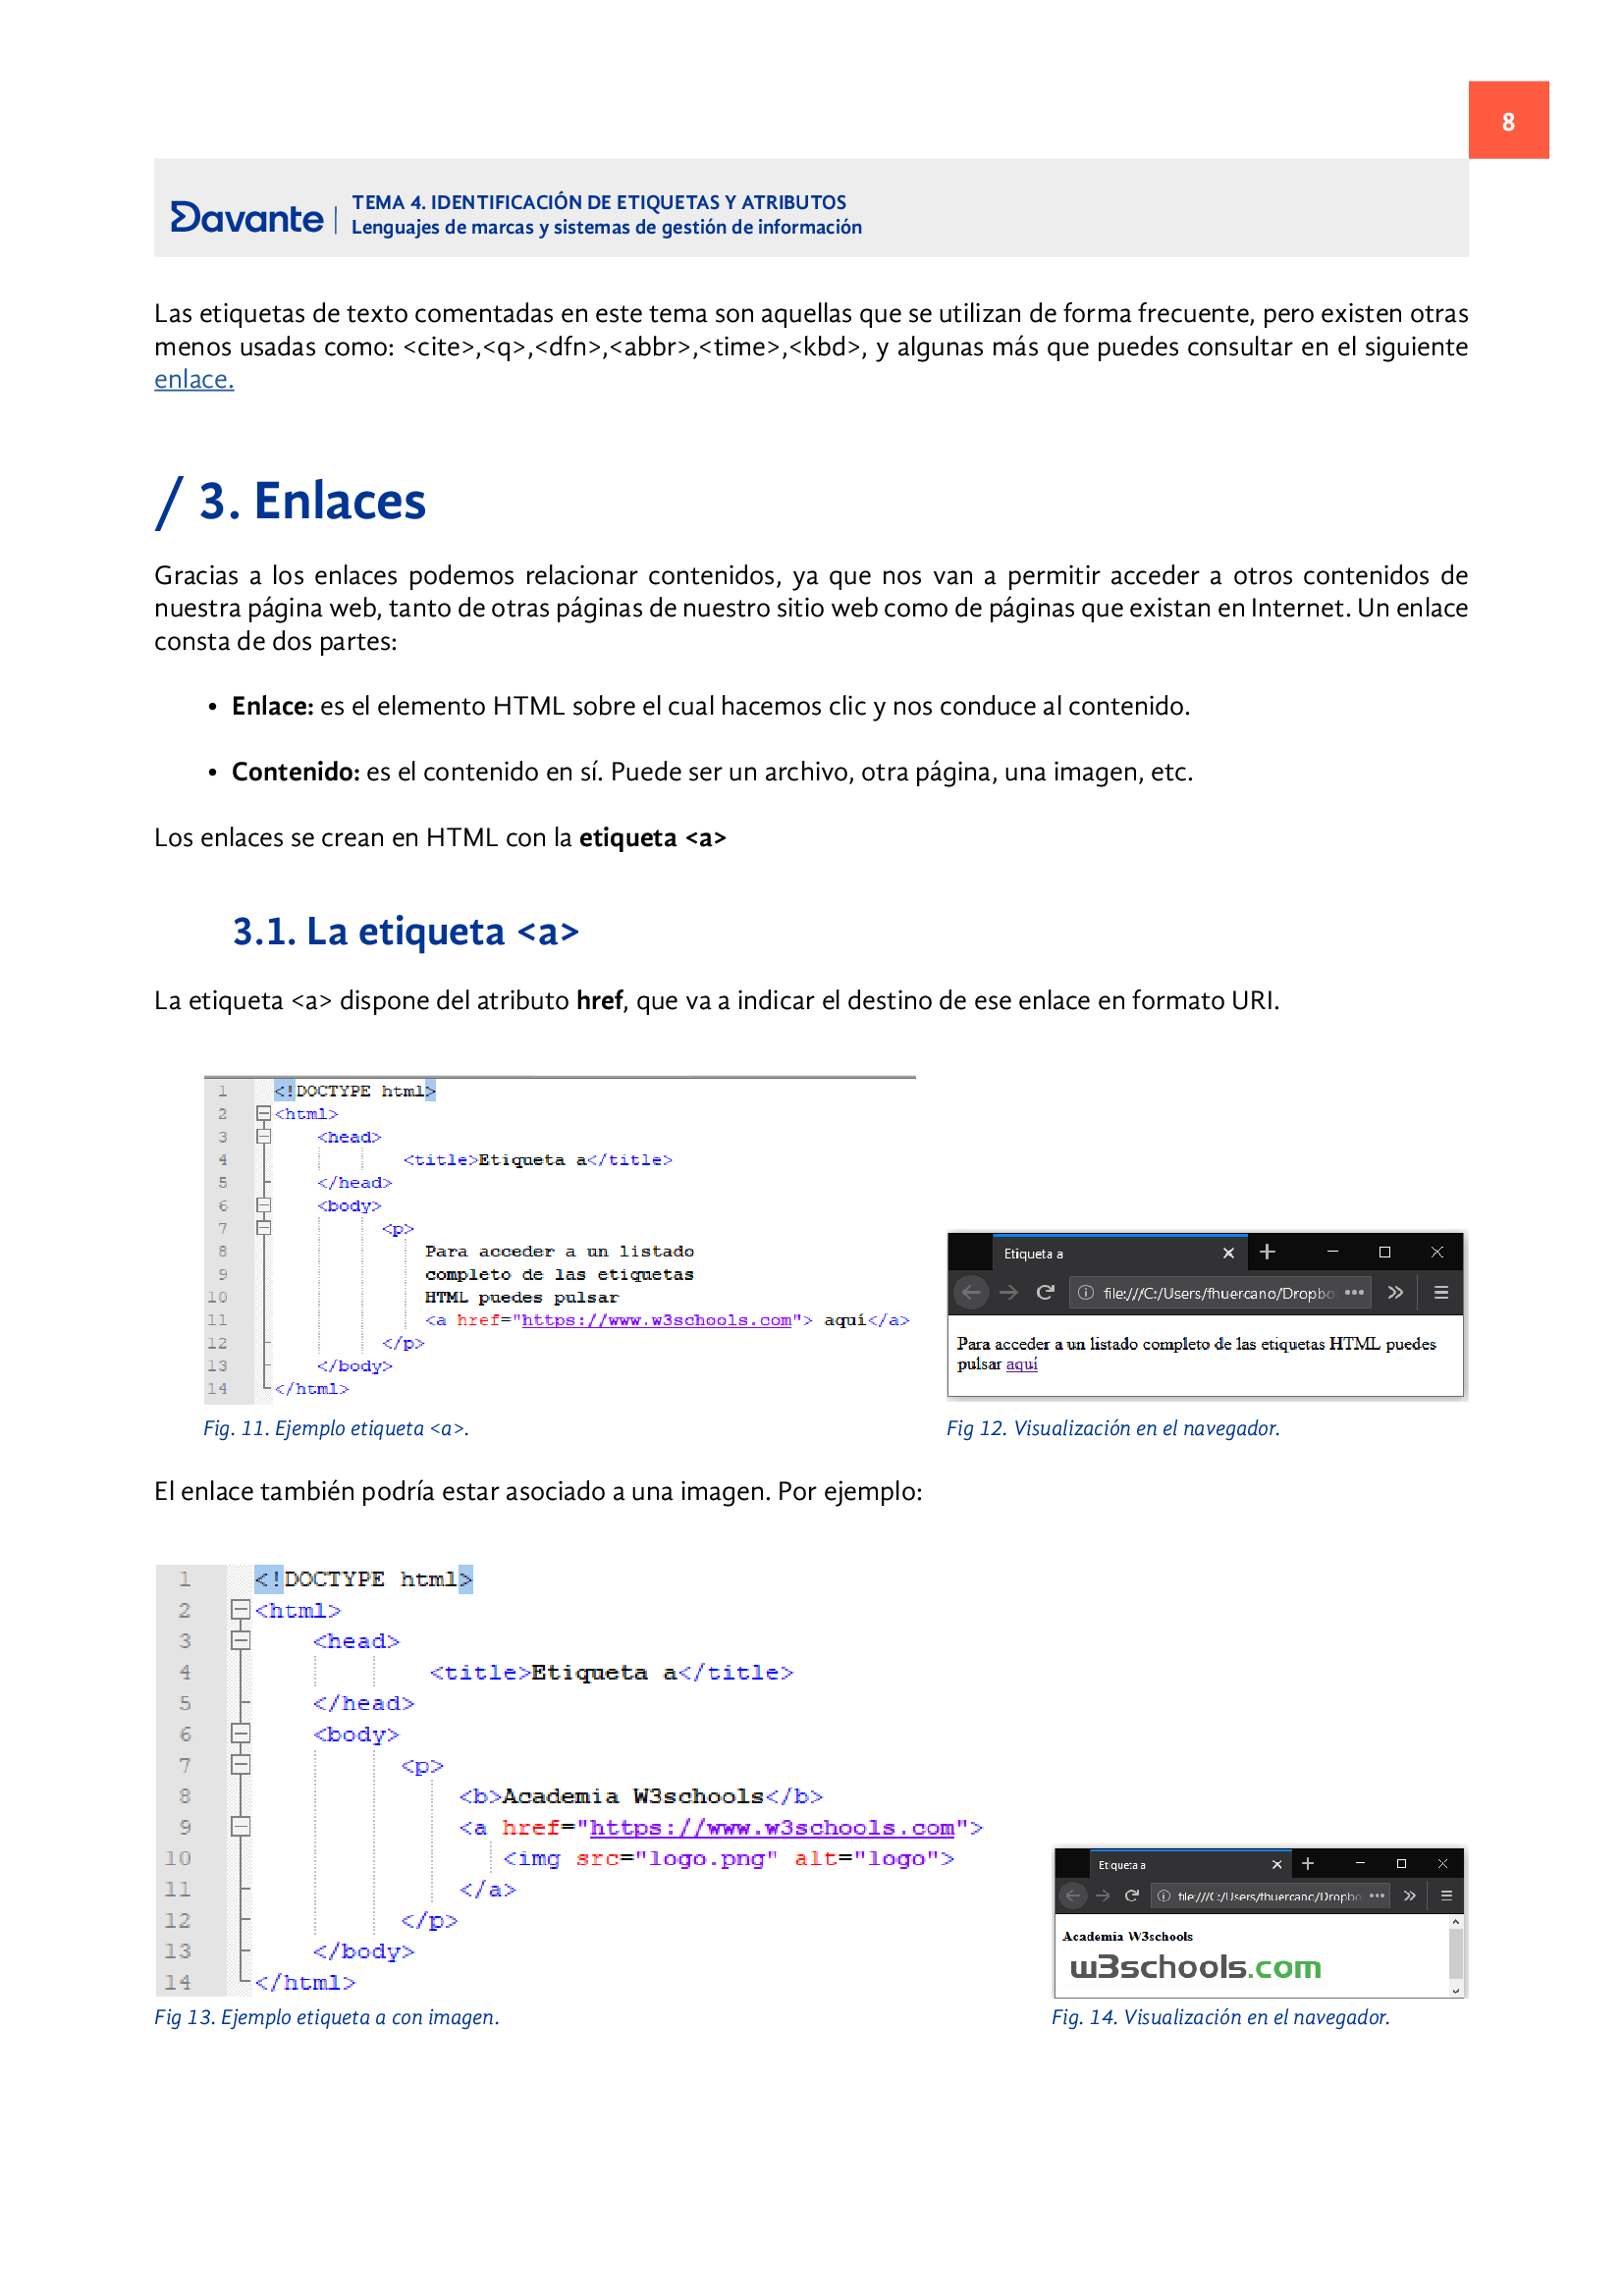 8
Davante
TEMA 4. IDENTIFICACIÓN DE ETIQUETAS Y ATRIBUTOS
Lenguajes de marcas y sistemas de gestión de información
Las etiquetas de texto comentadas en este tema son aquellas que se utilizan de forma frecuente, pero existen otras
menos usadas como: <cite>,<q>,<dfn>,<abbr>,<time>,<kbd>, y algunas más que puedes consultar en el siguiente
enlace.
/ 3. Enlaces
Gracias a los enlaces podemos relacionar contenidos, ya que nos van a permitir acceder a otros contenidos de
nuestra página web, tanto de otras páginas de nuestro sitio web como de páginas que existan en Internet. Un enlace
consta de dos partes:
• Enlace: es el elemento HTML sobre el cual hacemos clic y nos conduce al contenido.
• Contenido: es el contenido en sí. Puede ser un archivo, otra página, una imagen, etc.
Los enlaces se crean en HTML con la etiqueta <a>
3.1. La etiqueta <a>
La etiqueta <a> dispone del atributo href, que va a indicar el destino de ese enlace en formato URI.
1 <!DOCTYPE html>
2 <html>
3 <head>
4 <title>Etiqueta a</title>
5 </head>
6 <body>
7 <p>
8 Para acceder a un listado
9 completo de las etiquetas
10 HTML puedes pulsar
11 <a href="https://www.w3schools.com"> aquí</a>
12 </p>
13 </body>
14 </html>
Etiqueta a
file:///C:/Users/fhuercano/Dropbo
Para acceder a un listado completo de las etiquetas HTML puedes
pulsar aquí
Fig. 11. Ejemplo etiqueta <a>.
Fig 12. Visualización en el navegador.
El enlace también podría estar asociado a una imagen. Por ejemplo:
1 <!DOCTYPE html>
2 <html>
3 <head>
4 <title>Etiqueta a</title>
5 </head>
6 <body>
7 <p>
8 <b>Academia W3schools</b>
9 <a href="https://www.w3schools.com">
10 <img src="logo.png" alt="logo">
11 </a>
12 </p>
13 </body>
14 </html>
Etiqueta a
file:///C:/Users/fhuercano/Dropbo
Academia W3schools
w3schools.com
Fig 13. Ejemplo etiqueta a con imagen.
Fig. 14. Visualización en el navegador.